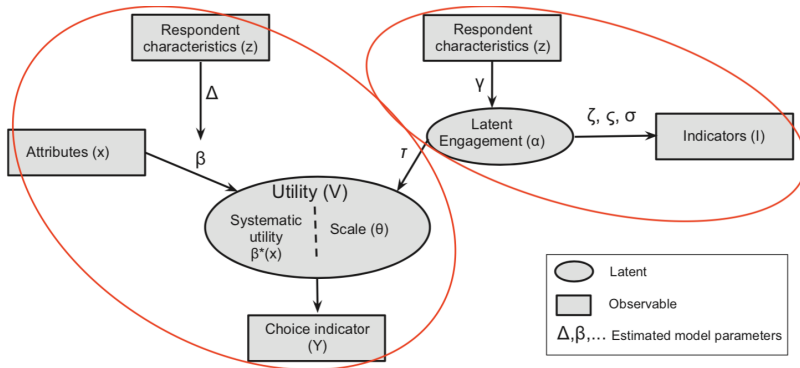 Respondent
characteristics (z)
Respondent
characteristics (z)
Δ
γ
Attributes (x)
β
Latent
Engagement (α)
ζ, ς, σ
Indicators (I)
τ
Utility (V)
Systematic
utility
β*(x)
Scale (θ)
Choice indicator
(Y)
Latent
Observable
Δ,β,... Estimated model parameters